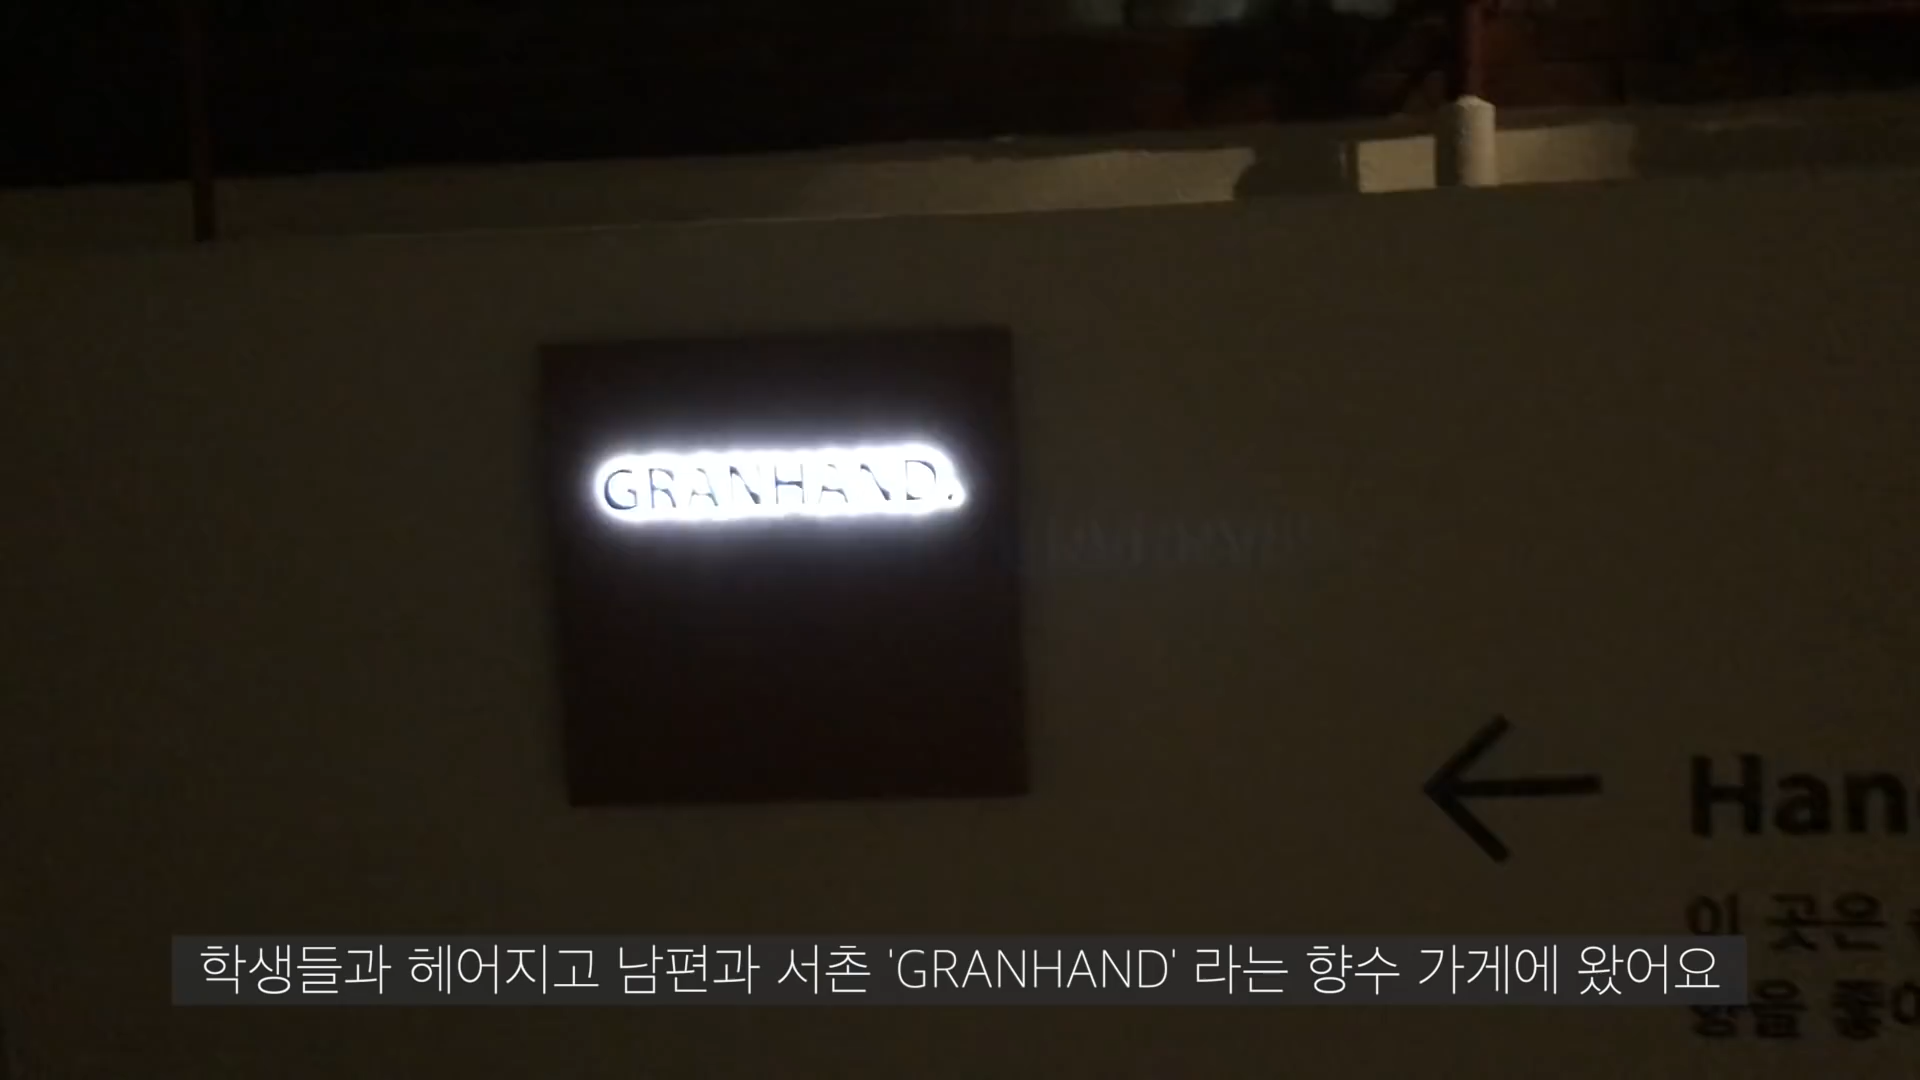 GRANHAND.
←
Han
이 곳은
학생들과 헤어지고 남편과 서촌 'GRANHAND' 라는 향수 가게에 왔어요